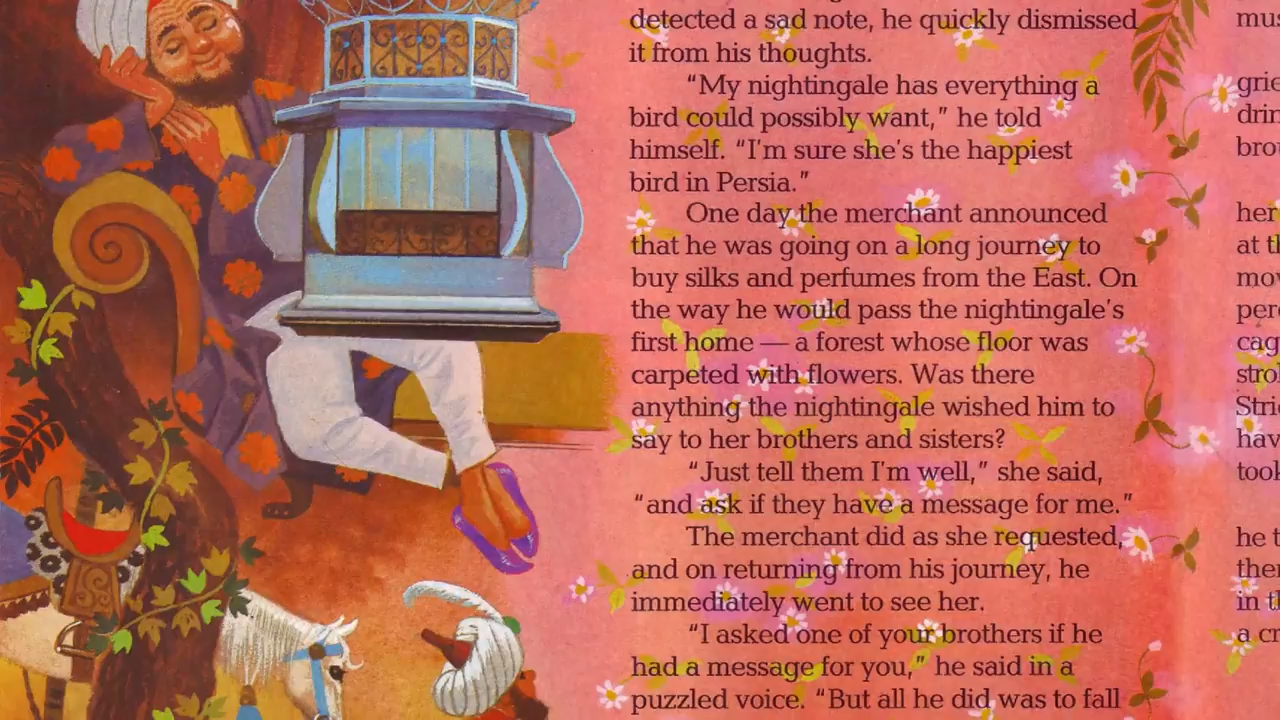 detected a sad note, he quickly dismissed
it from his thoughts.
“My nightingale has everything a
bird could possibly want,” he told
himself. “I’m sure she’s the happiest
bird in Persia.”
One day the merchant announced
that he was going on a long journey to
buy silks and perfumes from the East. On
the way he would pass the nightingale’s
first home — a forest whose floor was
carpeted with flowers. Was there
anything the nightingale wished him to
say to her brothers and sisters?
“Just tell them I’m well,” she said,
“and ask if they have a message for me.”
The merchant did as she requested,
and on returning from his journey, he
immediately went to see her.
“I asked one of your brothers if he
had a message for you,” he said in a
puzzled voice. “But all he did was to fall
her
at
he
in